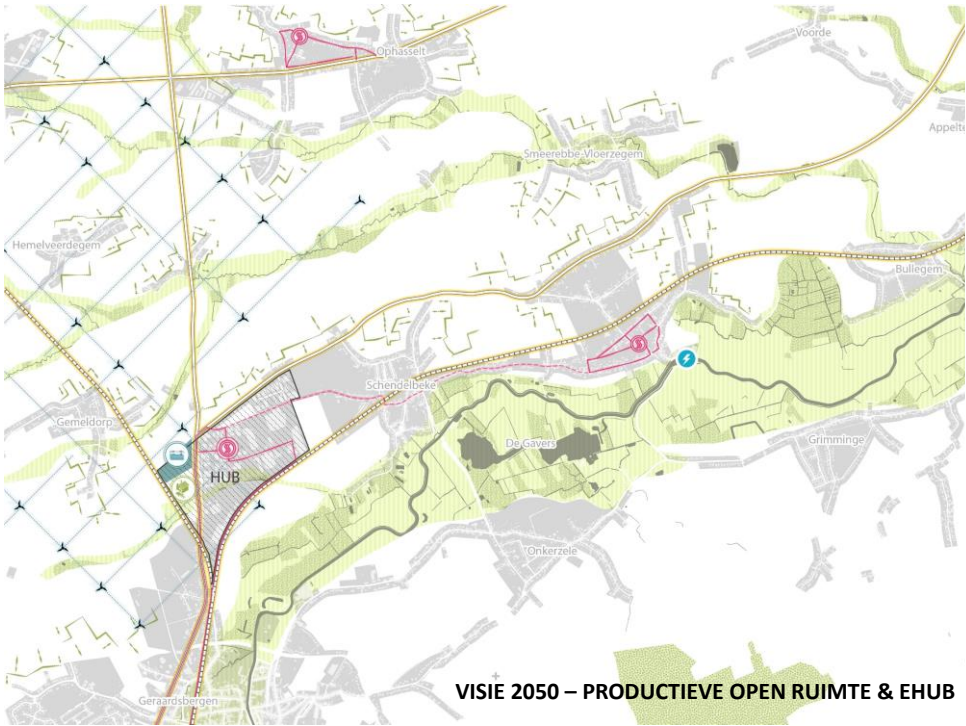 Voorde
Ophasselt
Appelte
Smeerebbe-Vloerzegem
Hemelveerdegem
Bullegem
Schendelbeke
Gemeldorp
De Gavers
Grimminge
HUB
Onkerzele
VISIE 2050 – PRODUCTIEVE OPEN RUIMTE & EHUB
Geraardsbergen